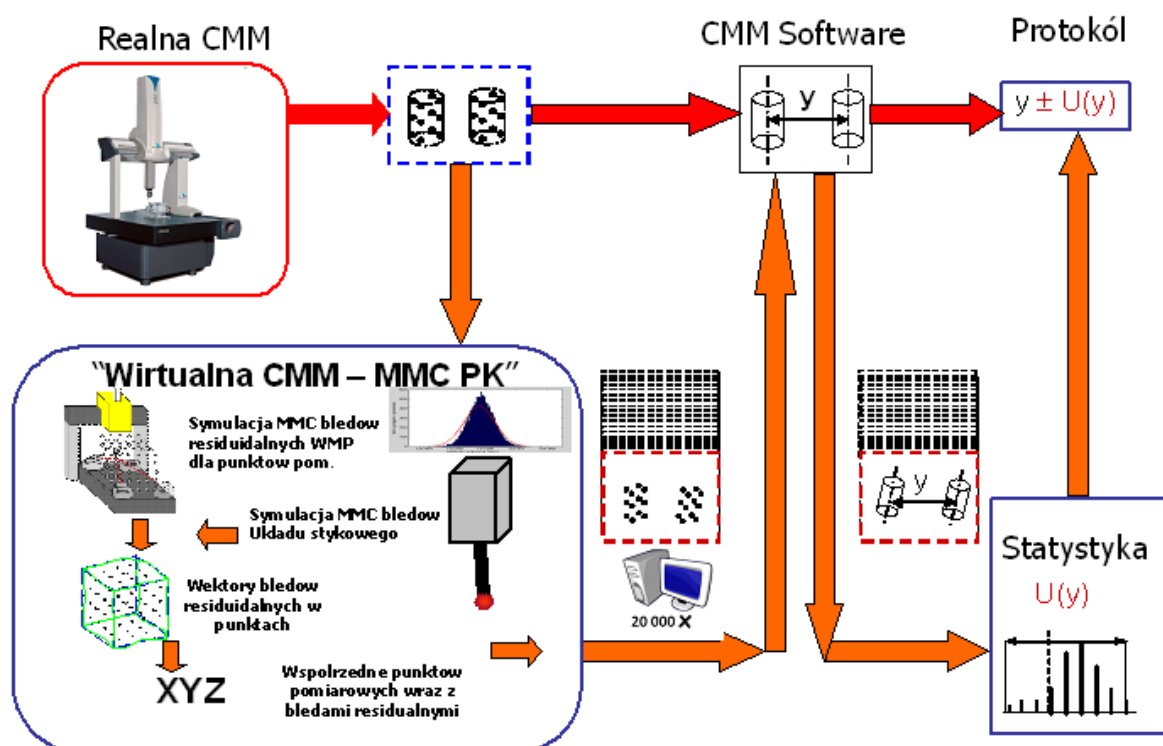 Realna CMM
CMM Software
Protokól
y
y ± U(y)
"Wirtualna CMM – MMC PK"
Symulacja MMC bledow
residuidalnych WMP
dla punktow pom.
Symulacja MMC bledow
Układu stykowego
Wektory bledow
residuidalnych w
punktach
XYZ
Wspolrzedne punktow
pomiarowych wraz z
bledami residualnymi
20 000 X
y
Statystyka
U(y)